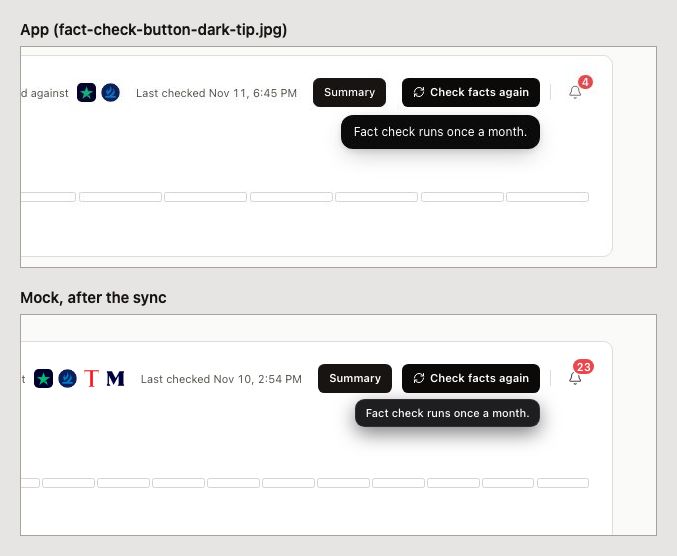 App (fact-check-button-dark-tip.jpg)
d against Last checked Nov 11, 6:45 PM Summary Check facts again 4
Fact check runs once a month.
Mock, after the sync
t T M Last checked Nov 10, 2:54 PM Summary Check facts again 23
Fact check runs once a month.